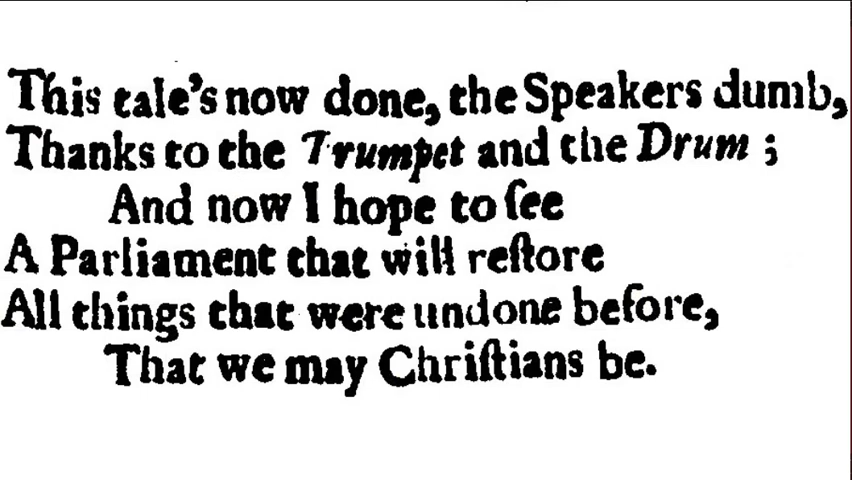 This tale's now done, the Speakers dumb,
Thanks to the Trumpet and the Drum ;
And now I hope to ſee
A Parliament that will reſtore
All things that were undone before,
That we may Chriſtians be.